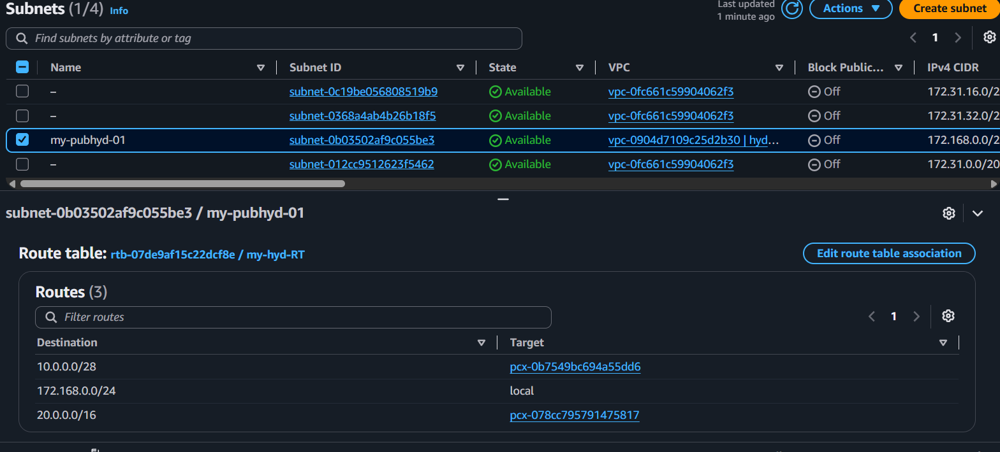 Subnets (1/4) Info
Last updated
1 minute ago
Actions
Create subnet
Find subnets by attribute or tag
1
Name Subnet ID State VPC Block Public... IPv4 CIDR
– subnet-0c19be056808519b9 Available vpc-0fc661c59904062f3 Off 172.31.16.0/2
– subnet-0368a4ab4b26b18f5 Available vpc-0fc661c59904062f3 Off 172.31.32.0/2
my-pubhyd-01 subnet-0b03502af9c055be3 Available vpc-0904d7109c25d2b30 | hyd... Off 172.168.0.0/2
– subnet-012cc9512623f5462 Available vpc-0fc661c59904062f3 Off 172.31.0.0/20
subnet-0b03502af9c055be3 / my-pubhyd-01
Route table: rtb-07de9af15c22dcf8e / my-hyd-RT
Edit route table association
Routes (3)
Filter routes
1
Destination Target
10.0.0.0/28 pcx-0b7549bc694a55dd6
172.168.0.0/24 local
20.0.0.0/16 pcx-078cc795791475817